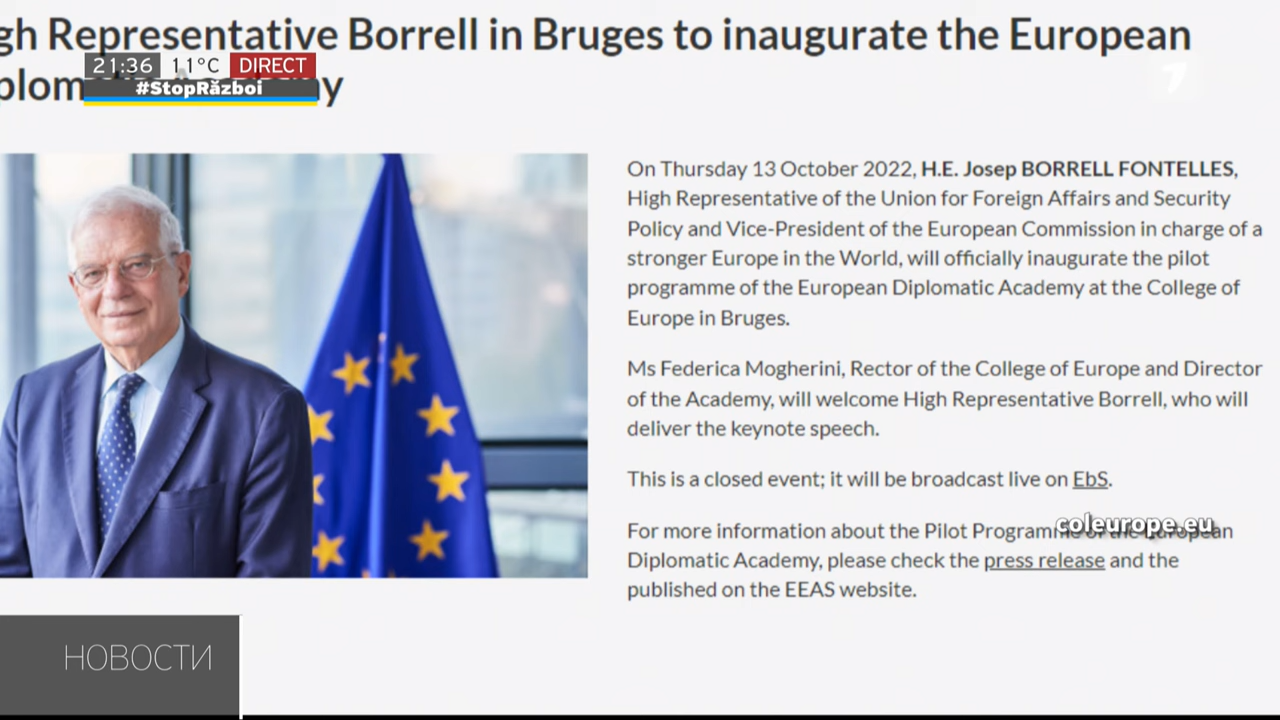 gh Representative Borrell in Bruges to inaugurate the European
21:36 11°C DIRECT
#StopRăzboi
On Thursday 13 October 2022, H.E. Josep BORRELL FONTELLES,
High Representative of the Union for Foreign Affairs and Security
Policy and Vice-President of the European Commission in charge of a
stronger Europe in the World, will officially inaugurate the pilot
programme of the European Diplomatic Academy at the College of
Europe in Bruges.
Ms Federica Mogherini, Rector of the College of Europe and Director
of the Academy, will welcome High Representative Borrell, who will
deliver the keynote speech.
This is a closed event; it will be broadcast live on EbS.
coleurope.eu
For more information about the Pilot Programme of the European
Diplomatic Academy, please check the press release and the
published on the EEAS website.
НОВОСТИ